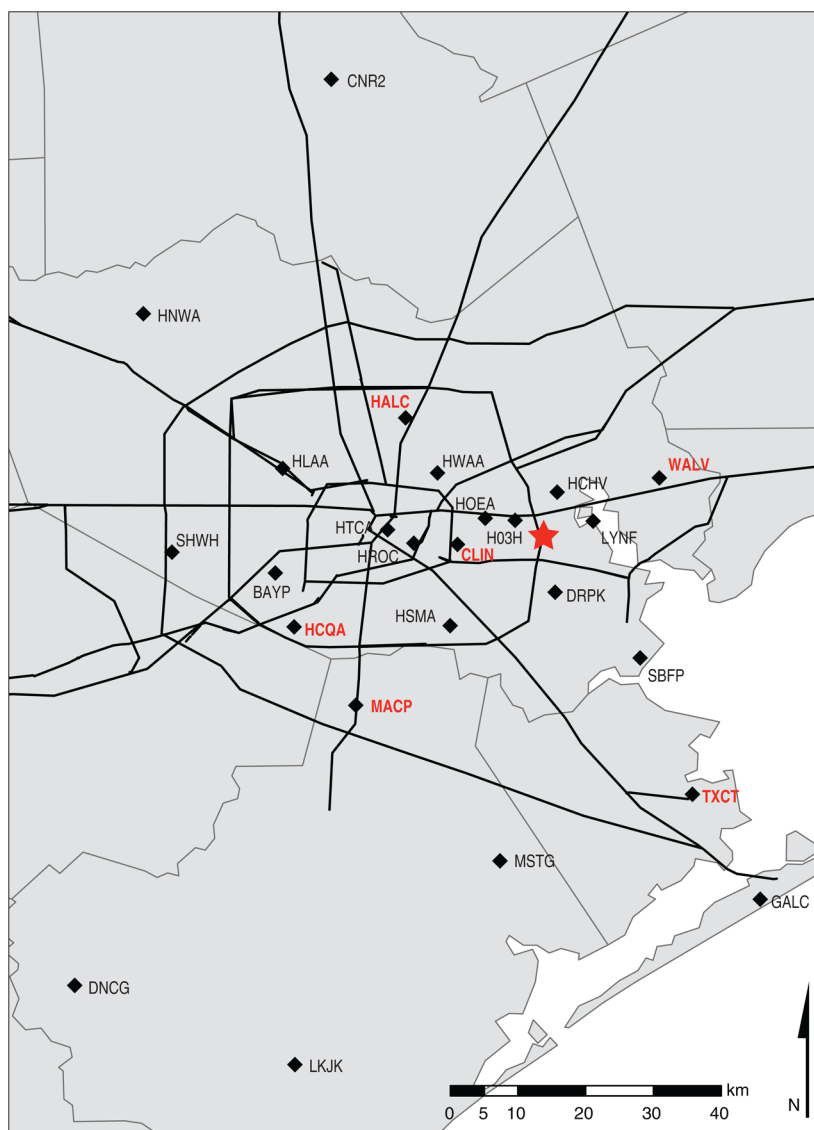 CNR2
HNWA
HALC
HLAA
HWAA
WALV
HCHV
HOEA
HTCA
H03H
LYNF
SHWH
HROC
CLIN
BAYP
DRPK
HSMA
HCQA
SBFP
MACP
TXCT
MSTG
GALC
DNCG
LKJK
km
0 5 10 20 30 40
N